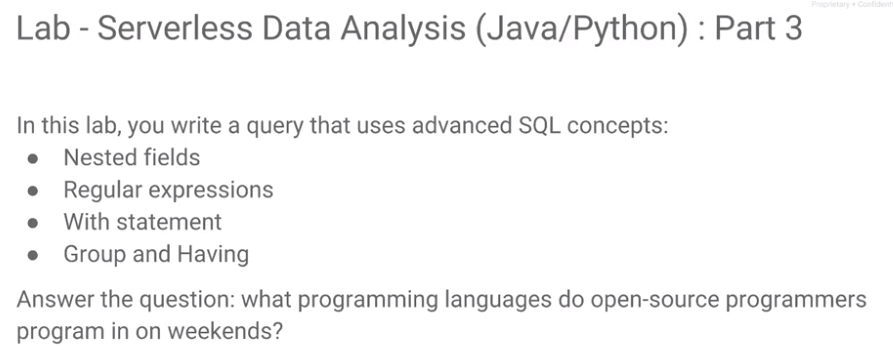 Proprietary + Confident
Lab - Serverless Data Analysis (Java/Python) : Part 3
In this lab, you write a query that uses advanced SQL concepts:
● Nested fields
● Regular expressions
● With statement
● Group and Having
Answer the question: what programming languages do open-source programmers
program in on weekends?